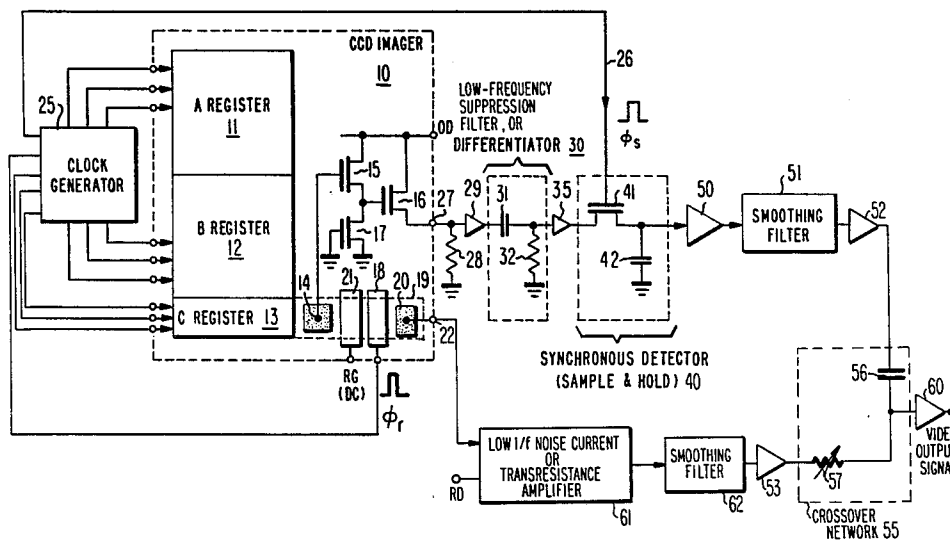 CCD IMAGER
10
25
CLOCK
GENERATOR
A REGISTER
11
B REGISTER
12
C REGISTER 13
14
15
16
17
18
19
20
21
22
OD
27
28
29
RG
(DC)
ϕr
LOW-FREQUENCY
SUPPRESSION
FILTER, OR
DIFFERENTIATOR 30
31
32
35
26
ϕs
41
42
SYNCHRONOUS DETECTOR
(SAMPLE & HOLD) 40
50
51
SMOOTHING
FILTER
52
56
60
VIDEO
OUTPUT
SIGNAL
57
CROSSOVER
NETWORK 55
RD
LOW 1/f NOISE CURRENT
OR
TRANSRESISTANCE
AMPLIFIER
61
SMOOTHING
FILTER
62
53